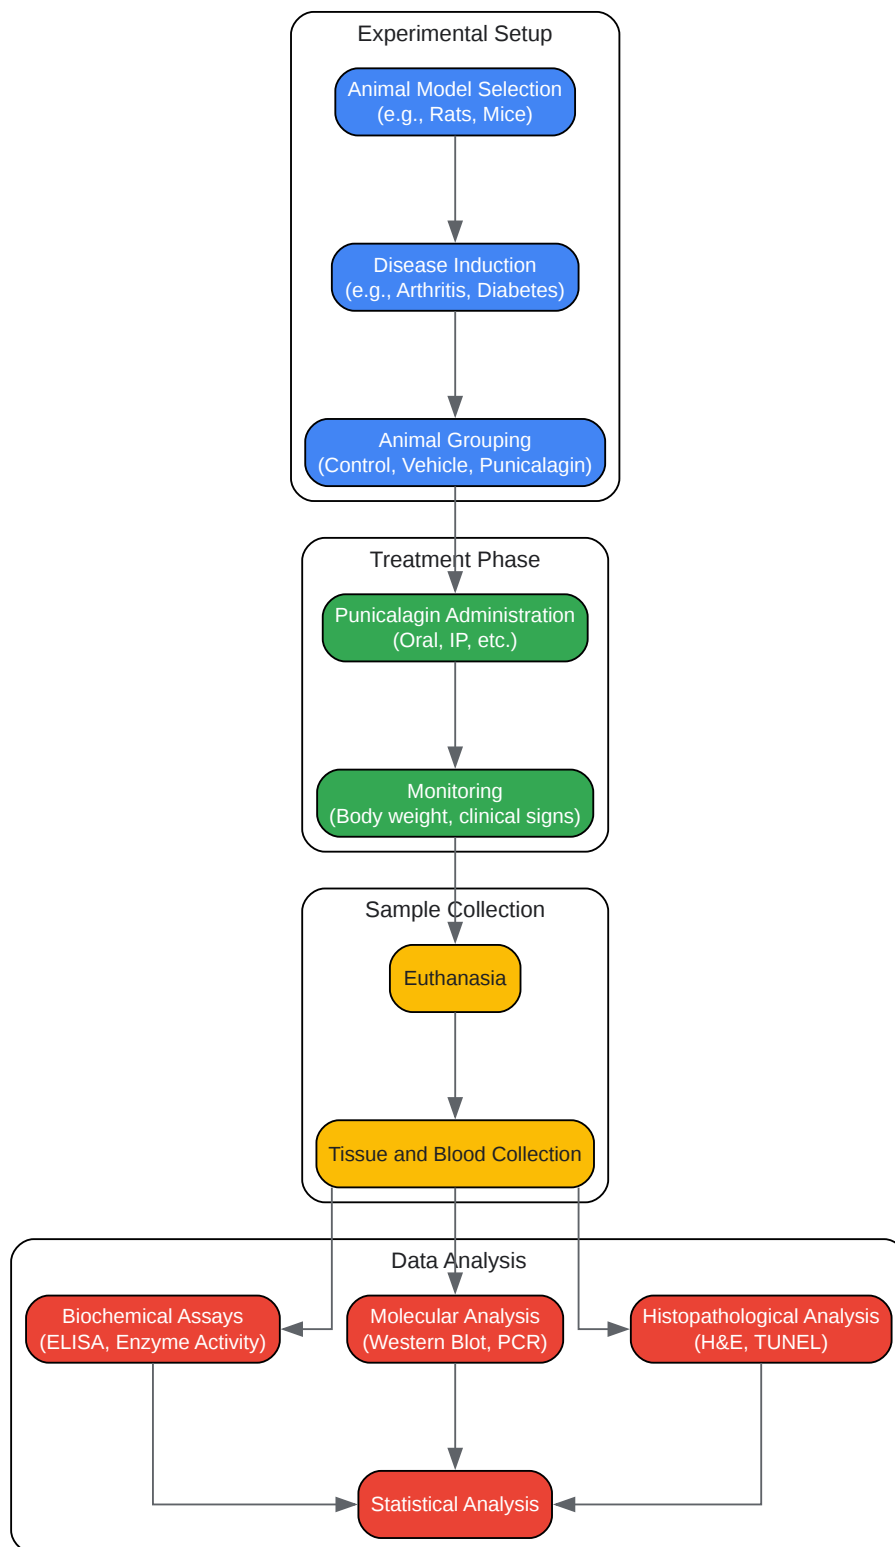 Experimental Setup
Animal Model Selection
(e.g., Rats, Mice)
Disease Induction
(e.g., Arthritis, Diabetes)
Animal Grouping
(Control, Vehicle, Punicalagin)
Treatment Phase
Punicalagin Administration
(Oral, IP, etc.)
Monitoring
(Body weight, clinical signs)
Sample Collection
Euthanasia
Tissue and Blood Collection
Data Analysis
Biochemical Assays
(ELISA, Enzyme Activity)
Molecular Analysis
(Western Blot, PCR)
Histopathological Analysis
(H&E, TUNEL)
Statistical Analysis